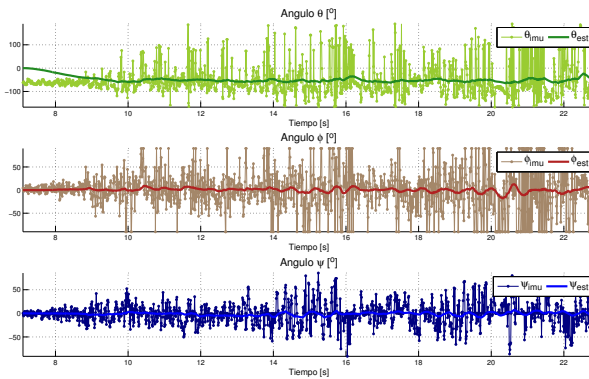 Angulo θ [º]
θimu θest
100
0
−100
8 10 12 14 16 18 20 22
Tiempo [s]
Angulo ϕ [º]
ϕimu ϕest
50
0
−50
8 10 12 14 16 18 20 22
Tiempo [s]
Angulo ψ [º]
ψimu ψest
50
0
−50
8 10 12 14 16 18 20 22
Tiempo [s]